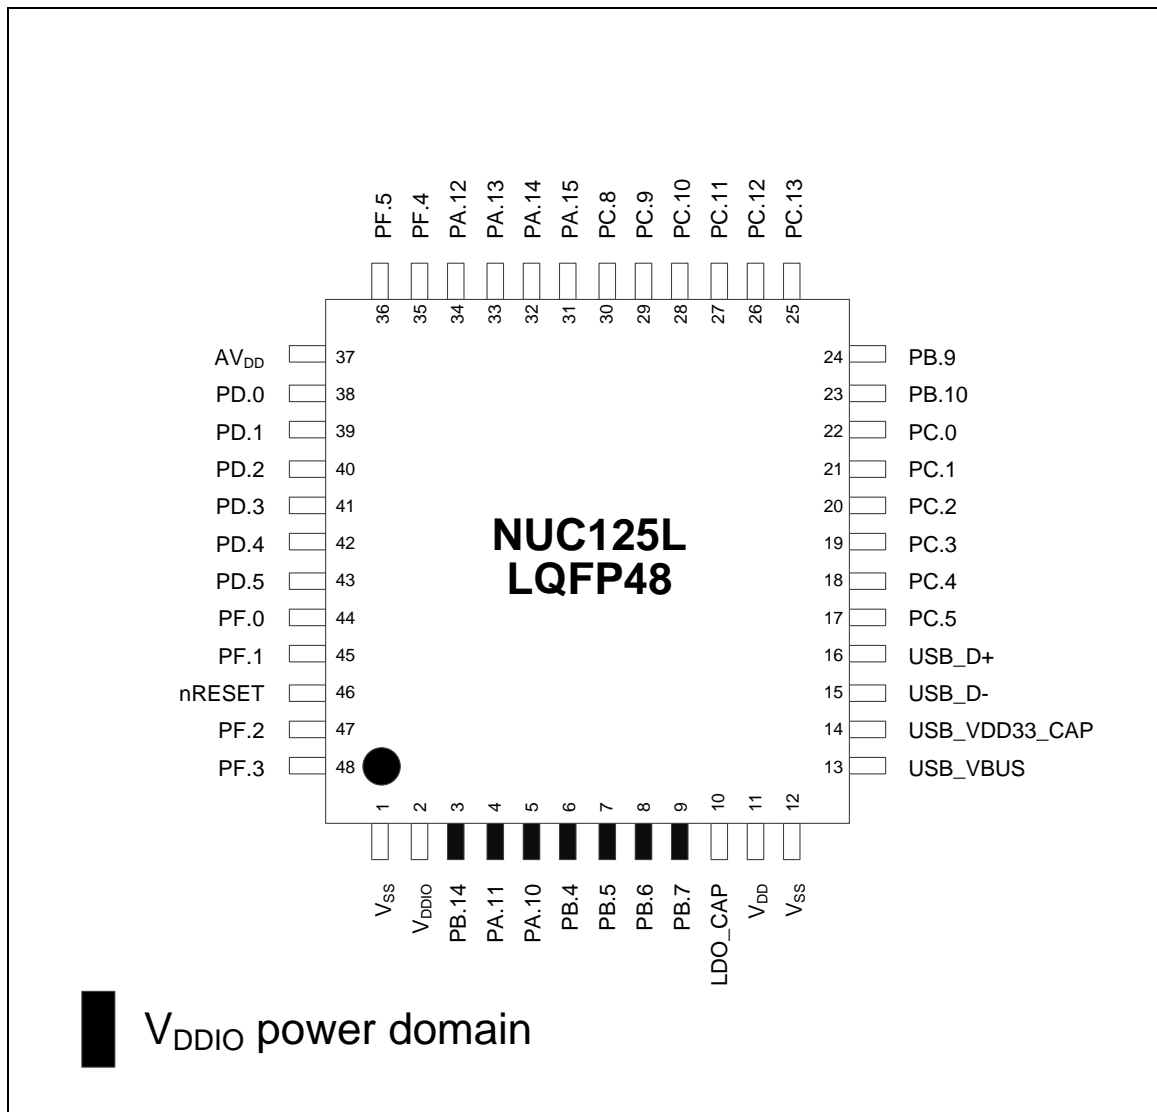 PF.5
PF.4
PA.12
PA.13
PA.14
PA.15
PC.8
PC.9
PC.10
PC.11
PC.12
PC.13
36
35
34
33
32
31
30
29
28
27
26
25
AVDD 37
24 PB.9
PD.0 38
23 PB.10
PD.1 39
22 PC.0
PD.2 40
21 PC.1
PD.3 41
20 PC.2
PD.4 42
19 PC.3
PD.5 43
18 PC.4
PF.0 44
17 PC.5
PF.1 45
16 USB_D+
nRESET 46
15 USB_D-
PF.2 47
14 USB_VDD33_CAP
PF.3 48
13 USB_VBUS
NUC125L
LQFP48
1
2
3
4
5
6
7
8
9
10
11
12
VSS
VDDIO
PB.14
PA.11
PA.10
PB.4
PB.5
PB.6
PB.7
LDO_CAP
VDD
VSS
VDDIO power domain